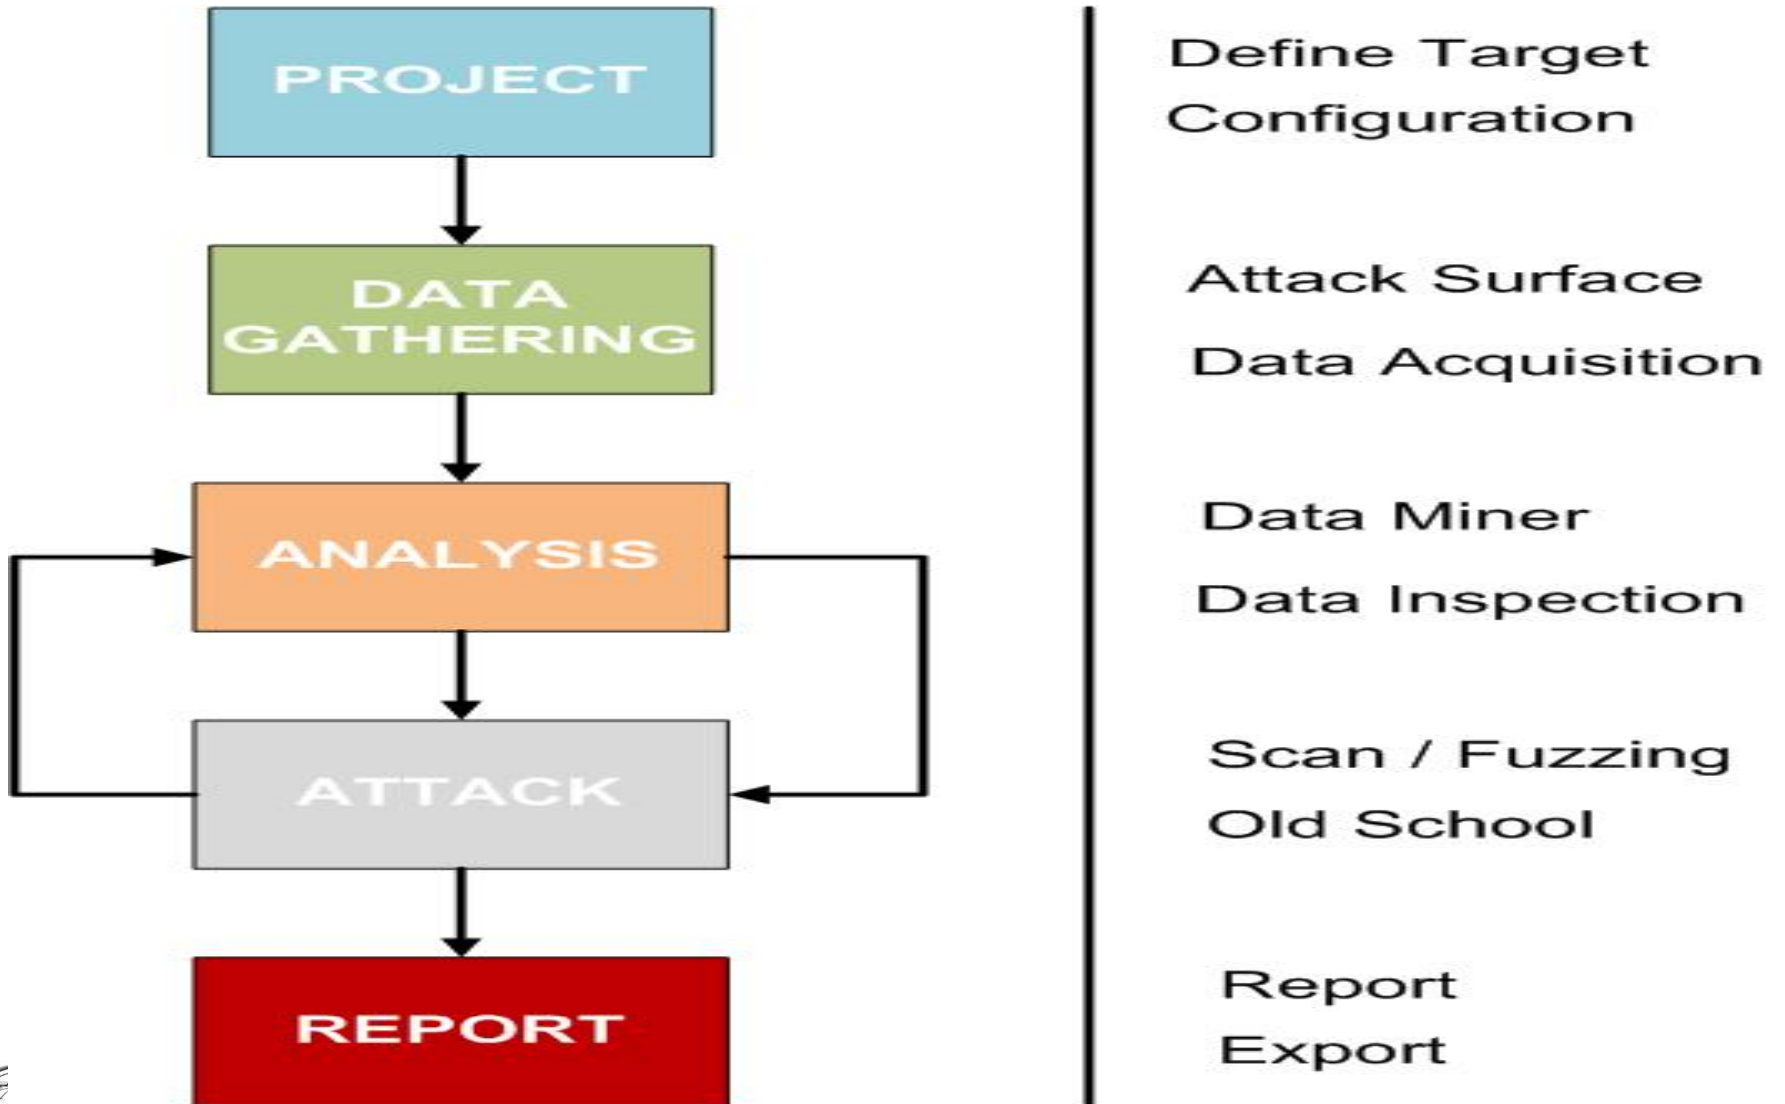 PROJECT
Define Target
Configuration
DATA
GATHERING
Attack Surface
Data Acquisition
ANALYSIS
Data Miner
Data Inspection
ATTACK
Scan / Fuzzing
Old School
REPORT
Report
Export